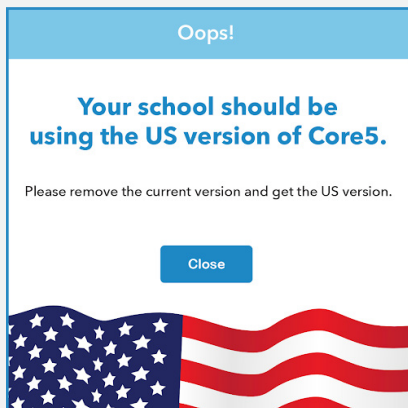 Oops!
Your school should be
using the US version of Core5.
Please remove the current version and get the US version.
Close